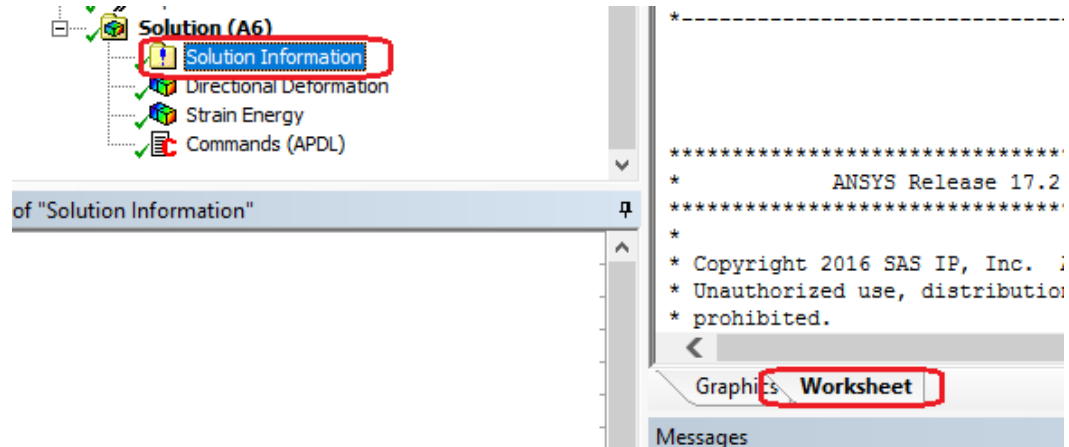 Solution (A6)
Solution Information
Directional Deformation
Strain Energy
Commands (APDL)
of "Solution Information"
*--------------------------------
*********************************
* ANSYS Release 17.2
*********************************
*
* Copyright 2016 SAS IP, Inc.
* Unauthorized use, distribution
* prohibited.
Graphics Worksheet
Messages